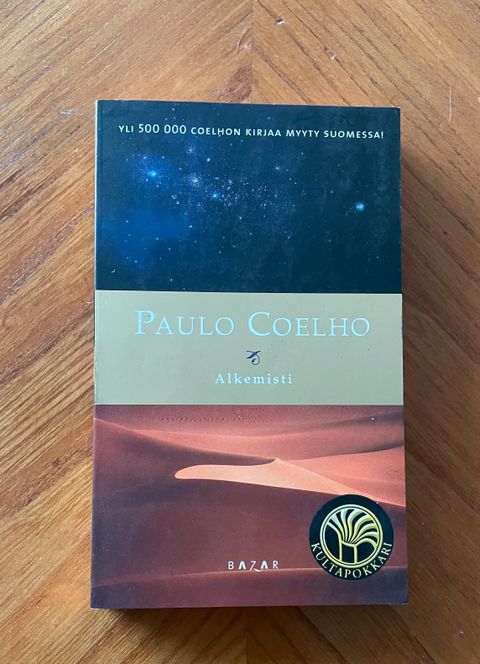 YLI 500 000 COELHON KIRJAA MYYTY SUOMESSA!
PAULO COELHO
Alkemisti
KULTAPOKKARI
BAZAR